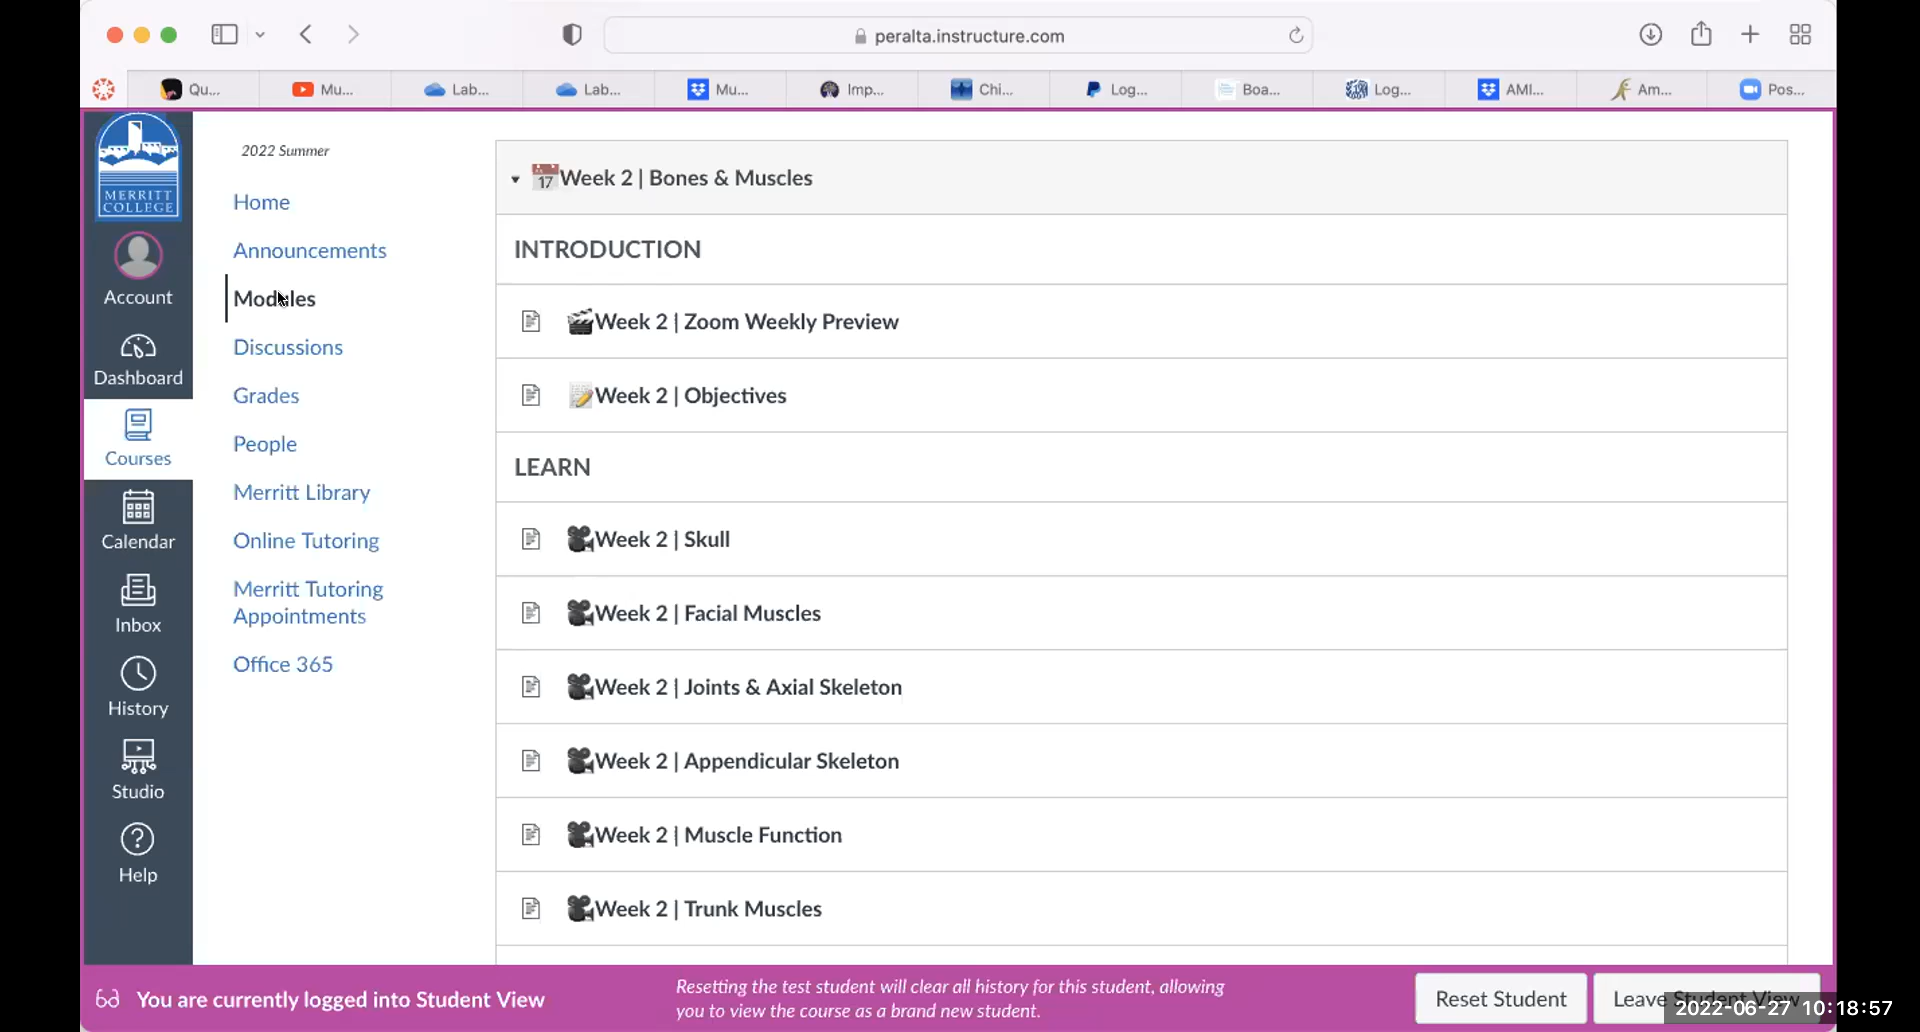 peralta.instructure.com
Qu... Mu... Lab... Lab... Mu... Imp... Chi... Log... Boa... Log... AMI... Am... Pos...
MERRITT
COLLEGE
Account
Dashboard
Courses
Calendar
Inbox
History
Studio
Help
2022 Summer
Home
Announcements
Modules
Discussions
Grades
People
Merritt Library
Online Tutoring
Merritt Tutoring
Appointments
Office 365
17 Week 2 | Bones & Muscles
INTRODUCTION
Week 2 | Zoom Weekly Preview
Week 2 | Objectives
LEARN
Week 2 | Skull
Week 2 | Facial Muscles
Week 2 | Joints & Axial Skeleton
Week 2 | Appendicular Skeleton
Week 2 | Muscle Function
Week 2 | Trunk Muscles
You are currently logged into Student View
Resetting the test student will clear all history for this student, allowing
you to view the course as a brand new student.
Reset Student
Leave Student View
2022-06-27 10:18:57